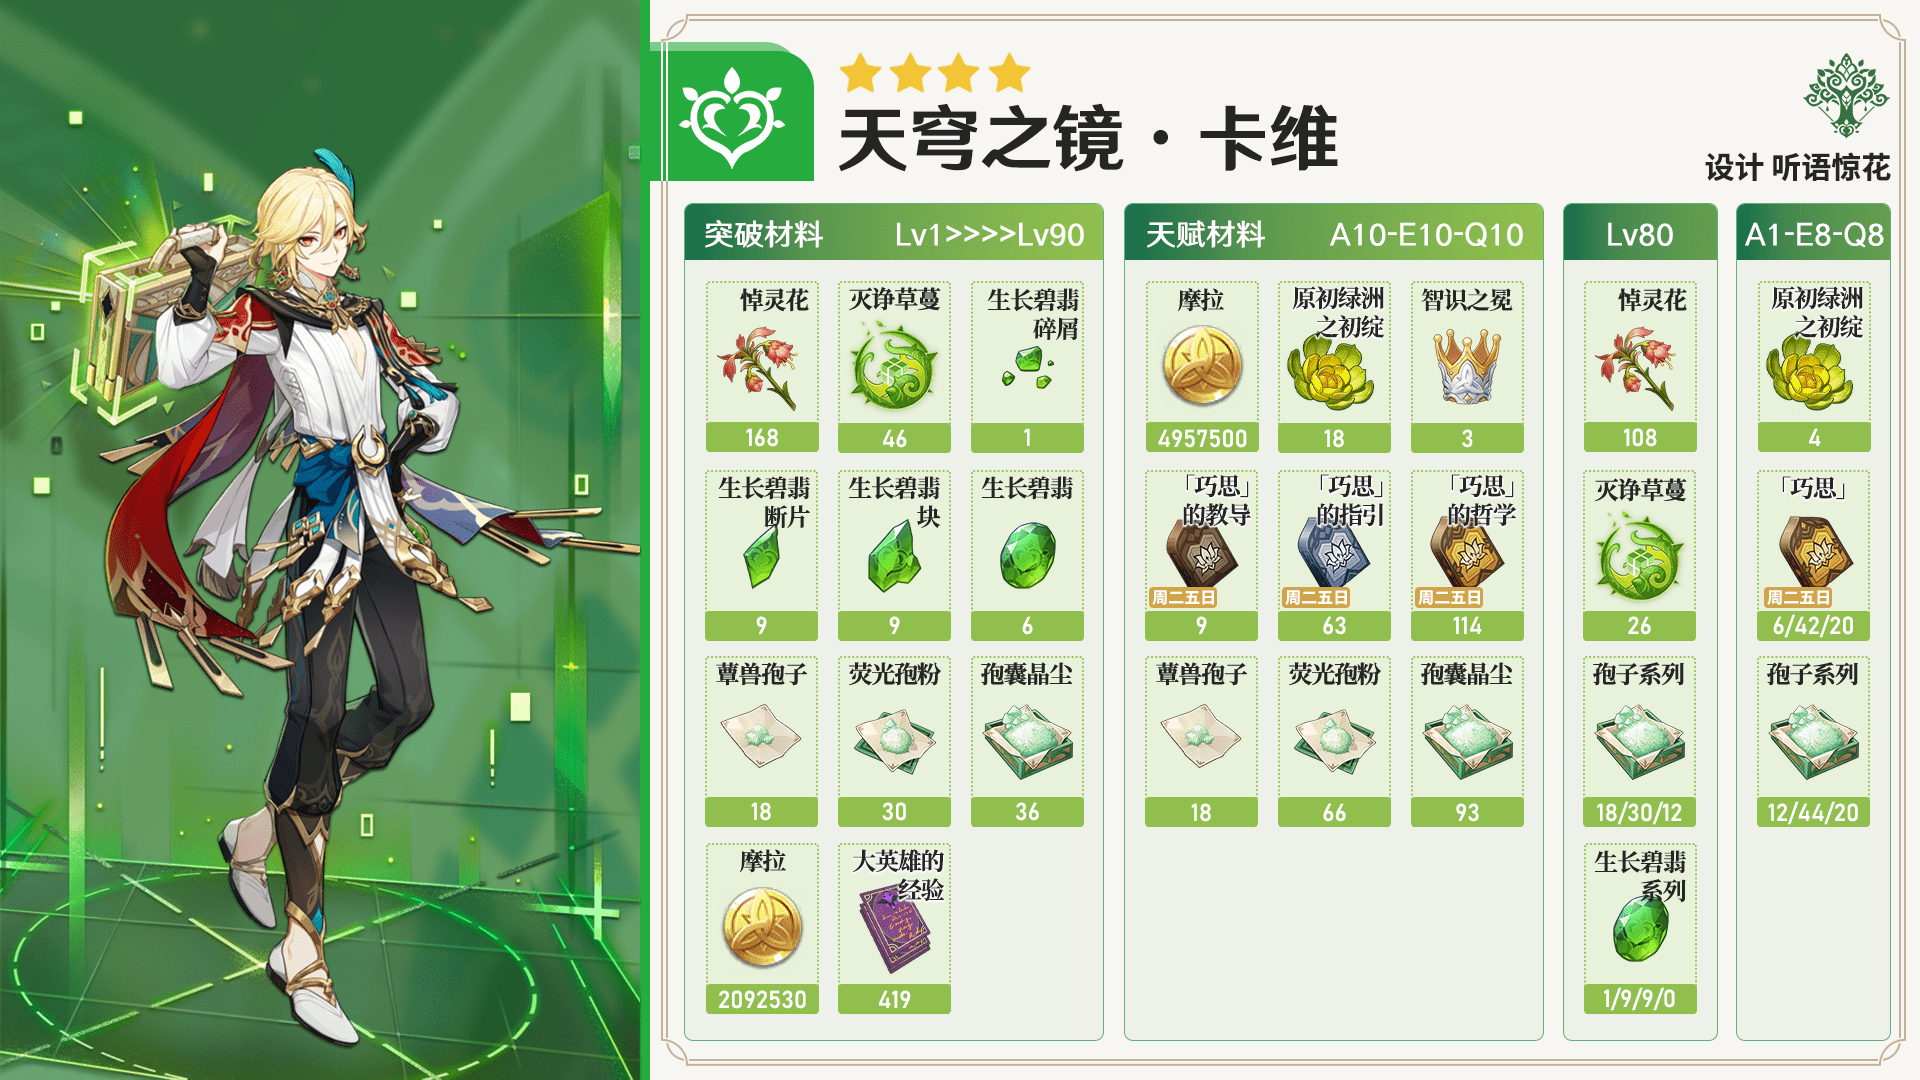 天穹之镜·卡维
设计 听语惊花
突破材料 Lv1>>>>Lv90
悼灵花
168
灭诤草蔓
46
生长碧翡
碎屑
1
生长碧翡
断片
9
生长碧翡
块
9
生长碧翡
6
蕈兽孢子
18
荧光孢粉
30
孢囊晶尘
36
摩拉
2092530
大英雄的
经验
419
天赋材料 A10-E10-Q10
摩拉
4957500
原初绿洲
之初绽
18
智识之冕
3
「巧思」
的教导
周二五日
9
「巧思」
的指引
周二五日
63
「巧思」
的哲学
周二五日
114
蕈兽孢子
18
荧光孢粉
66
孢囊晶尘
93
Lv80
悼灵花
108
灭诤草蔓
26
孢子系列
18/30/12
生长碧翡
系列
1/9/9/0
A1-E8-Q8
原初绿洲
之初绽
4
「巧思」
周二五日
6/42/20
孢子系列
12/44/20